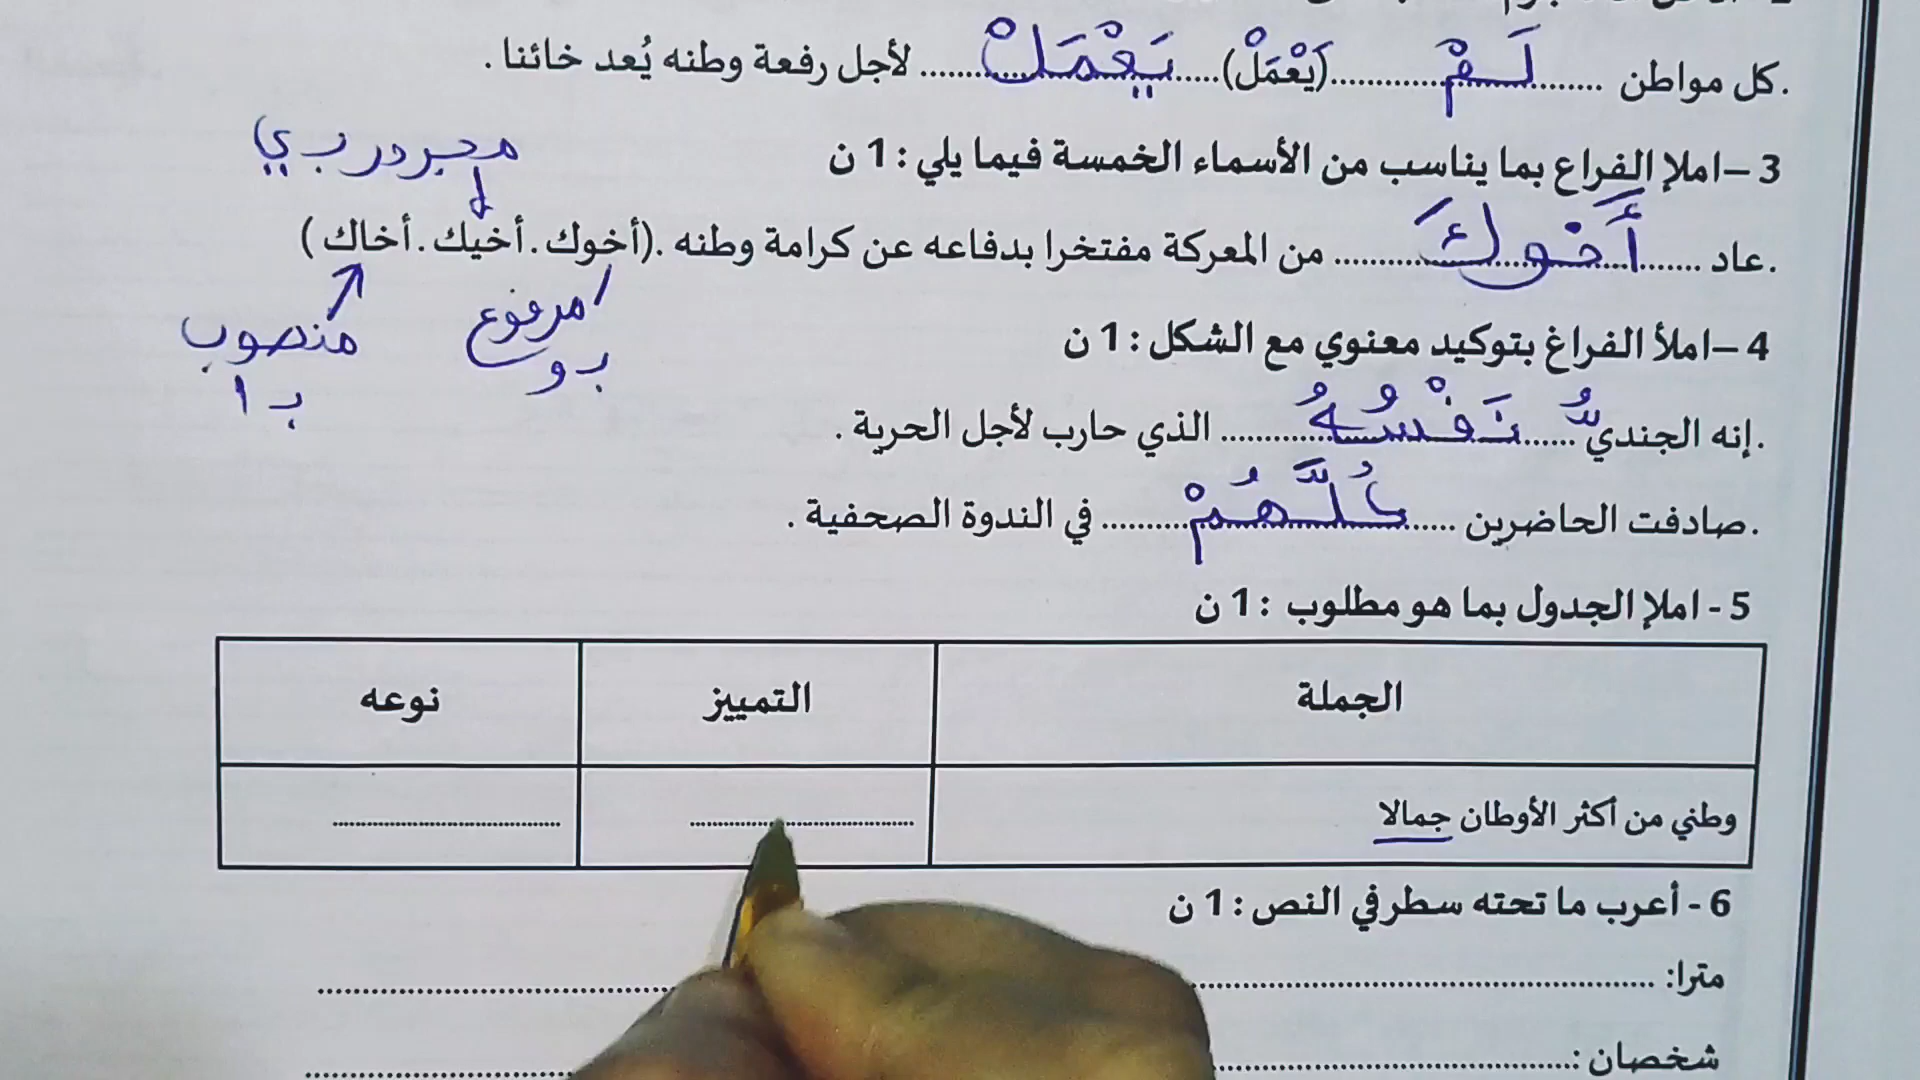 .كل مواطن ......لَمْ......(يَعْمَلْ)......يَعْمَلْ...... لأجل رفعة وطنه يُعد خائنا .
مجرور ب ي
3 –املإ الفراغ بما يناسب من الأسماء الخمسة فيما يلي : 1 ن
.عاد ......أَخُوكَ...... من المعركة مفتخرا بدفاعه عن كرامة وطنه .(أخوك . أخيك . أخاك )
منصوب مرفوع
ب ا ب و
4 –املأ الفراغ بتوكيد معنوي مع الشكل : 1 ن
.إنه الجنديُّ ......نَفْسُهُ...... الذي حارب لأجل الحرية .
.صادفت الحاضرين ......كُلَّهُمْ...... في الندوة الصحفية .
5 - املإ الجدول بما هو مطلوب : 1 ن
الجملة التمييز نوعه
وطني من أكثر الأوطان جمالا ...... ......
6 - أعرب ما تحته سطر في النص : 1 ن
مترا: ......
شخصان : ......